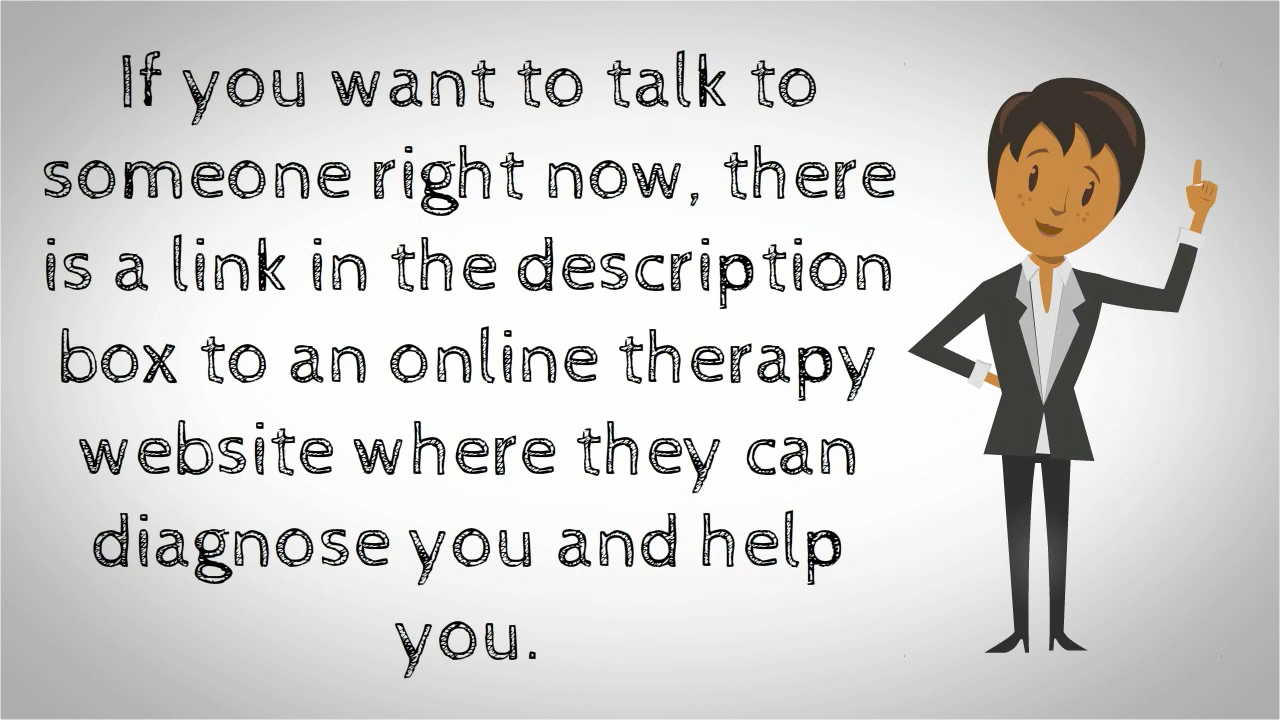 If you want to talk to
someone right now, there
is a link in the description
box to an online therapy
website where they can
diagnose you and help
you.